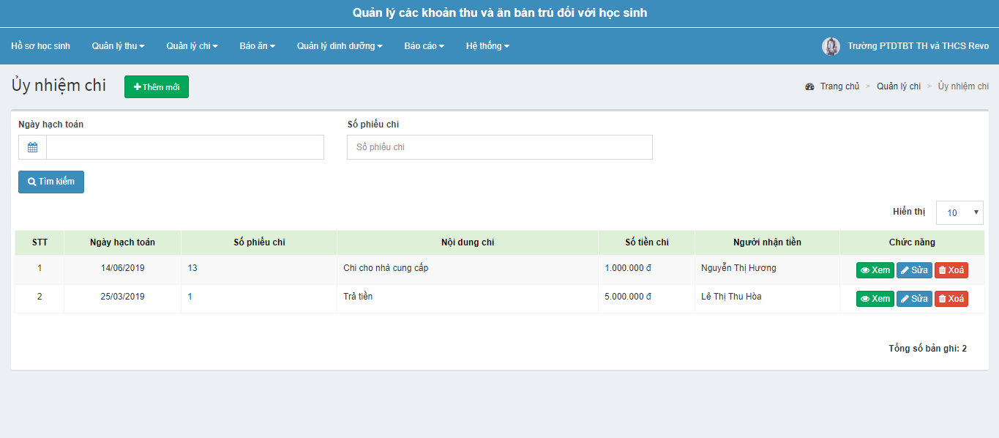 Quản lý các khoản thu và ăn bán trú đối với học sinh
Hồ sơ học sinh Quản lý thu Quản lý chi Báo ăn Quản lý dinh dưỡng Báo cáo Hệ thống Trường PTDTBT TH và THCS Revo
Ủy nhiệm chi Thêm mới Trang chủ > Quản lý chi > Ủy nhiệm chi
Ngày hạch toán Số phiếu chi
Số phiếu chi
Tìm kiếm
Hiển thị 10
STT Ngày hạch toán Số phiếu chi Nội dung chi Số tiền chi Người nhận tiền Chức năng
1 14/06/2019 13 Chi cho nhà cung cấp 1.000.000 đ Nguyễn Thị Hương Xem Sửa Xoá
2 25/03/2019 1 Trả tiền 5.000.000 đ Lê Thị Thu Hòa Xem Sửa Xoá
Tổng số bản ghi: 2